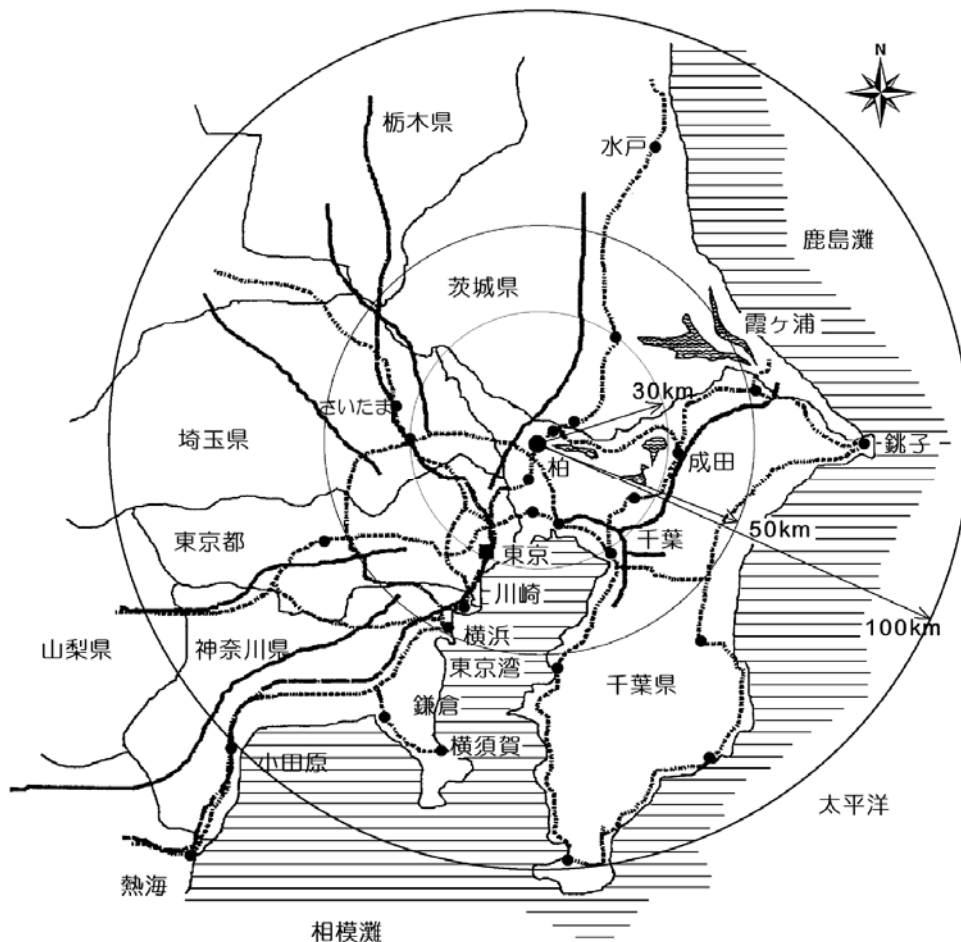 N
栃木県
水戸
鹿島灘
茨城県
霞ヶ浦
30km
さいたま
埼玉県
柏
成田
銚子
50km
東京都
東京
千葉
川崎
100km
山梨県
神奈川県
横浜
東京湾
千葉県
鎌倉
横須賀
小田原
太平洋
熱海
相模灘